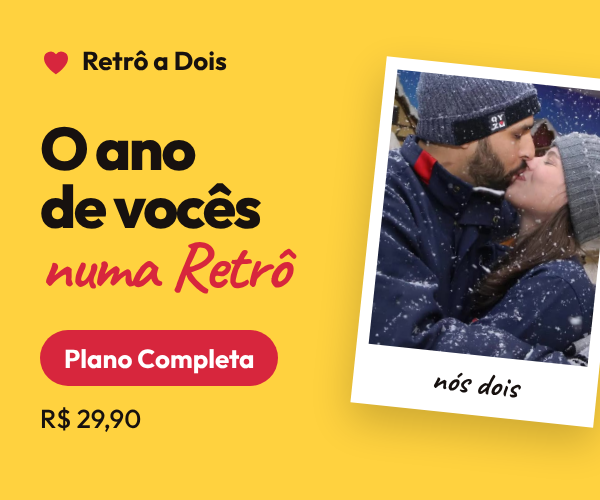 Retrô a Dois
O ano
de vocês
numa Retrô
Plano Completa
R$ 29,90
nós dois